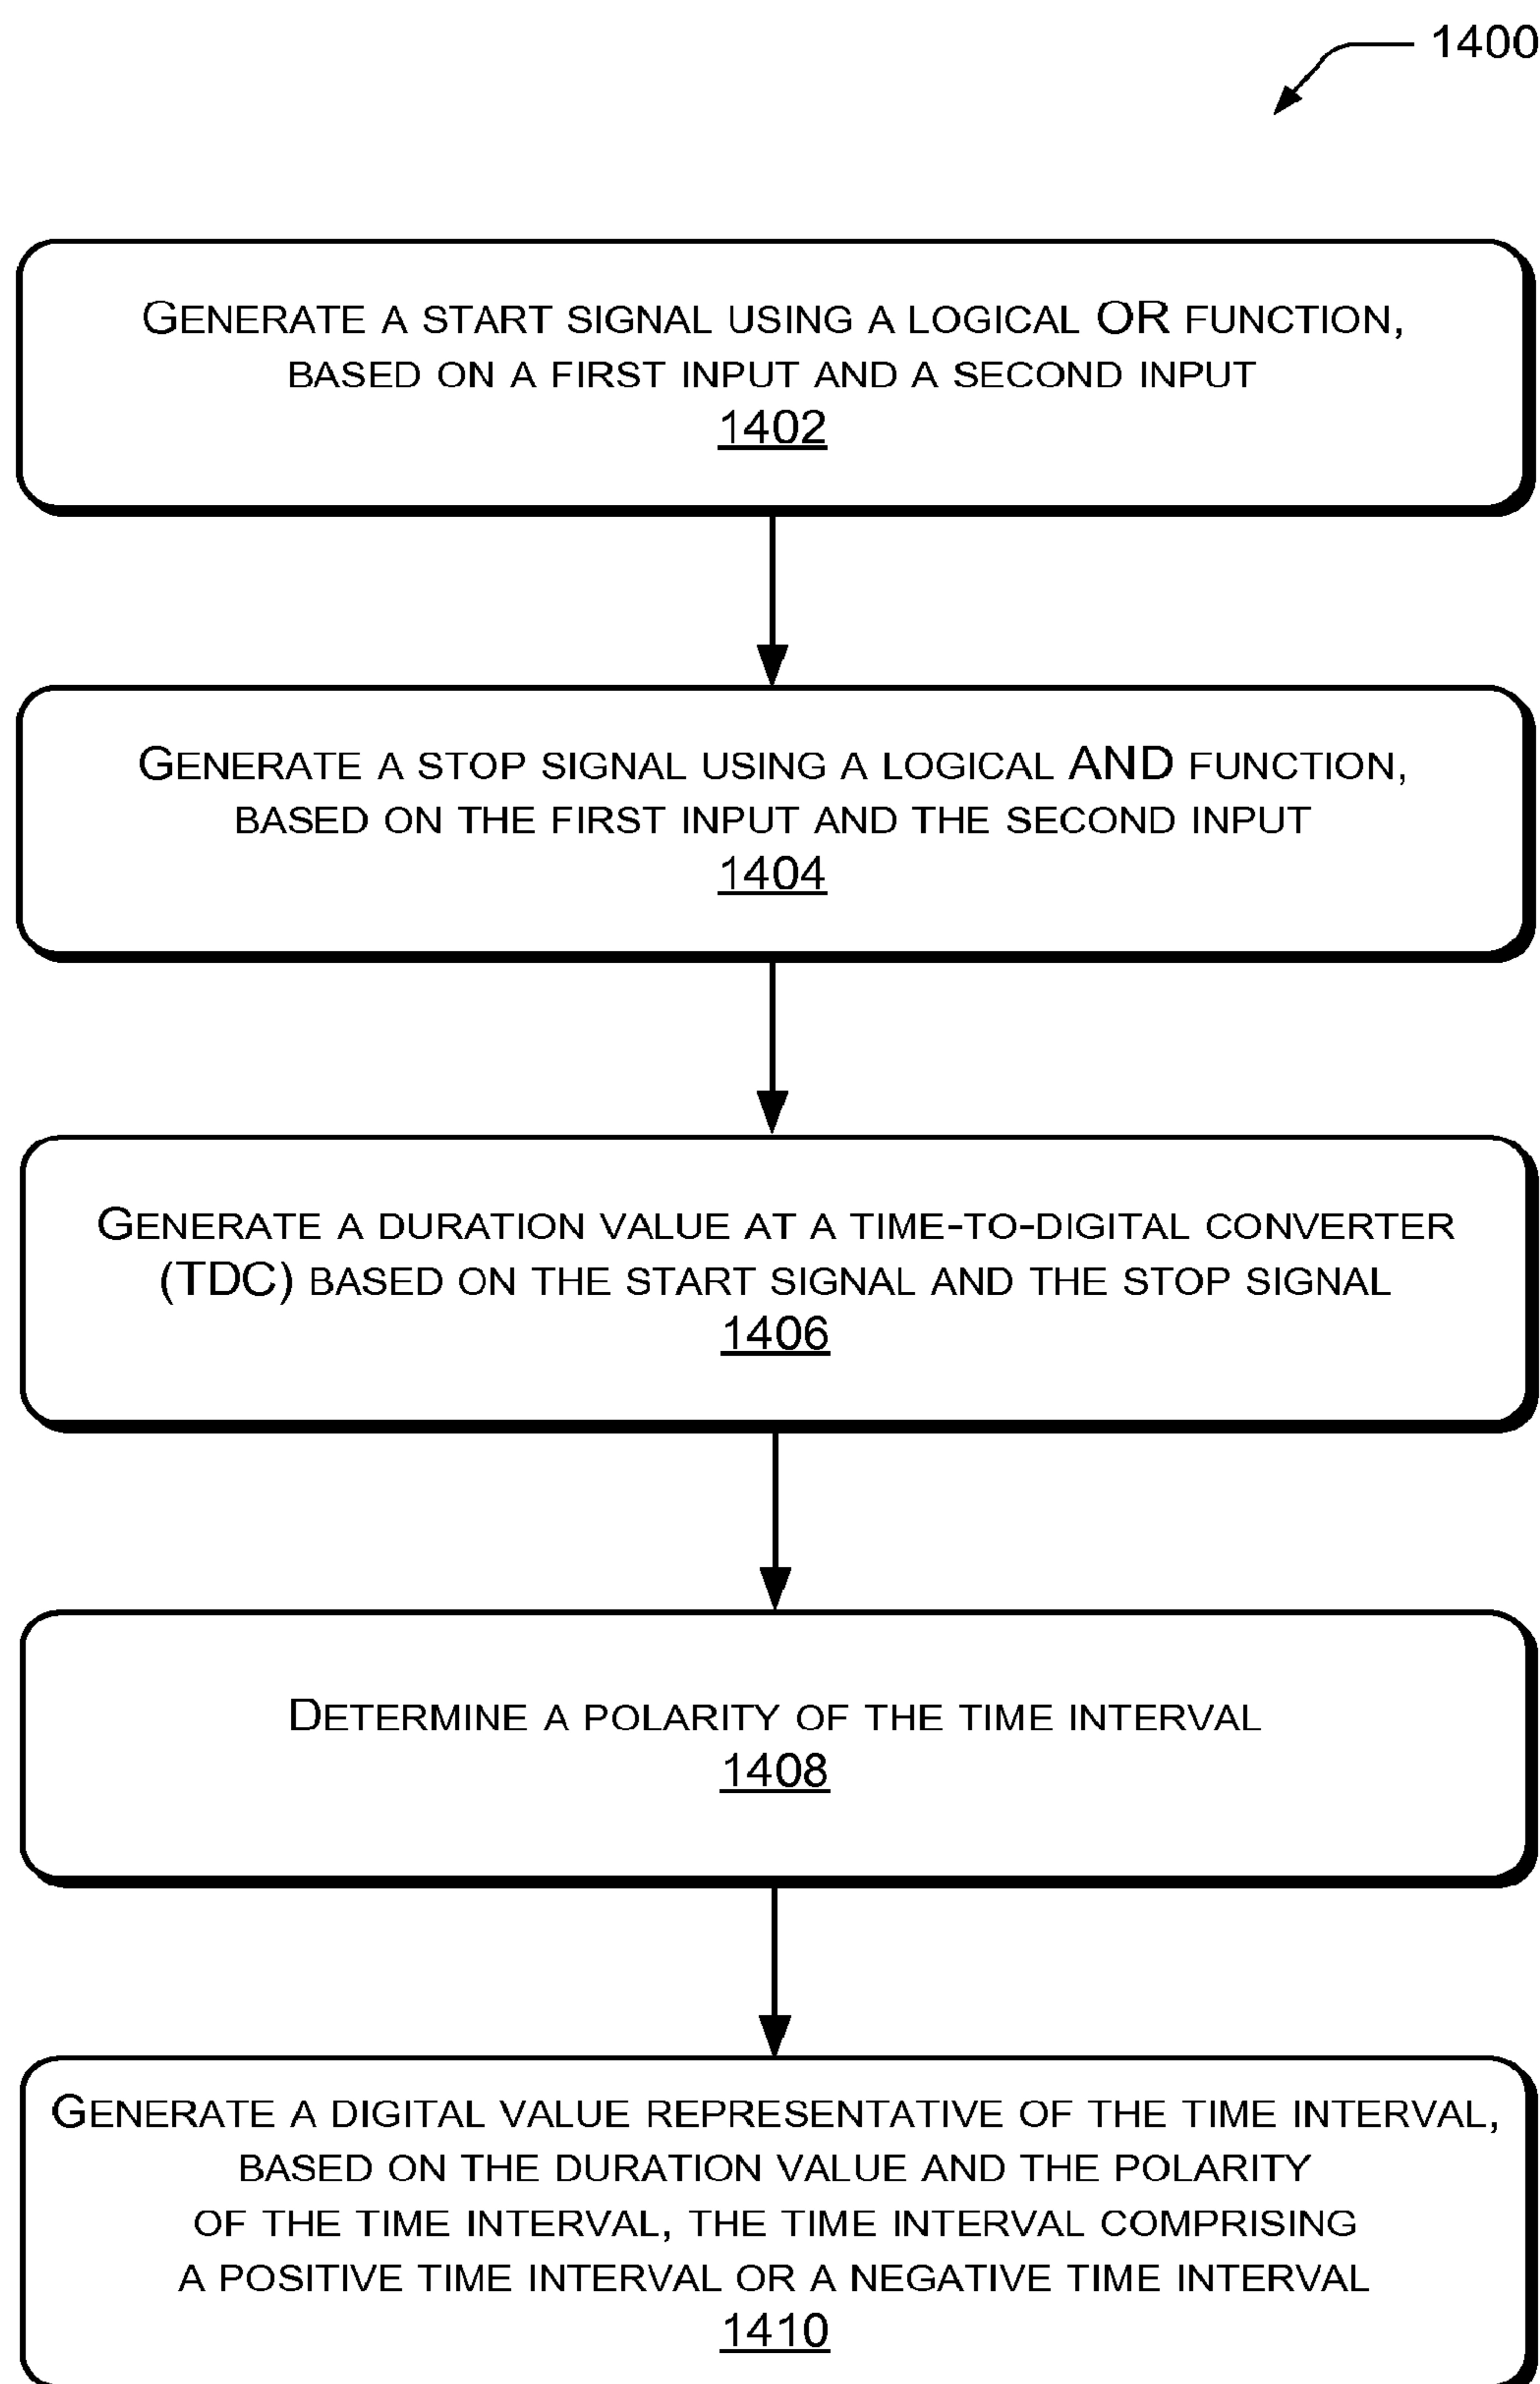 1400
GENERATE A START SIGNAL USING A LOGICAL OR FUNCTION,
BASED ON A FIRST INPUT AND A SECOND INPUT
1402
GENERATE A STOP SIGNAL USING A LOGICAL AND FUNCTION,
BASED ON THE FIRST INPUT AND THE SECOND INPUT
1404
GENERATE A DURATION VALUE AT A TIME-TO-DIGITAL CONVERTER
(TDC) BASED ON THE START SIGNAL AND THE STOP SIGNAL
1406
DETERMINE A POLARITY OF THE TIME INTERVAL
1408
GENERATE A DIGITAL VALUE REPRESENTATIVE OF THE TIME INTERVAL,
BASED ON THE DURATION VALUE AND THE POLARITY
OF THE TIME INTERVAL, THE TIME INTERVAL COMPRISING
A POSITIVE TIME INTERVAL OR A NEGATIVE TIME INTERVAL
1410